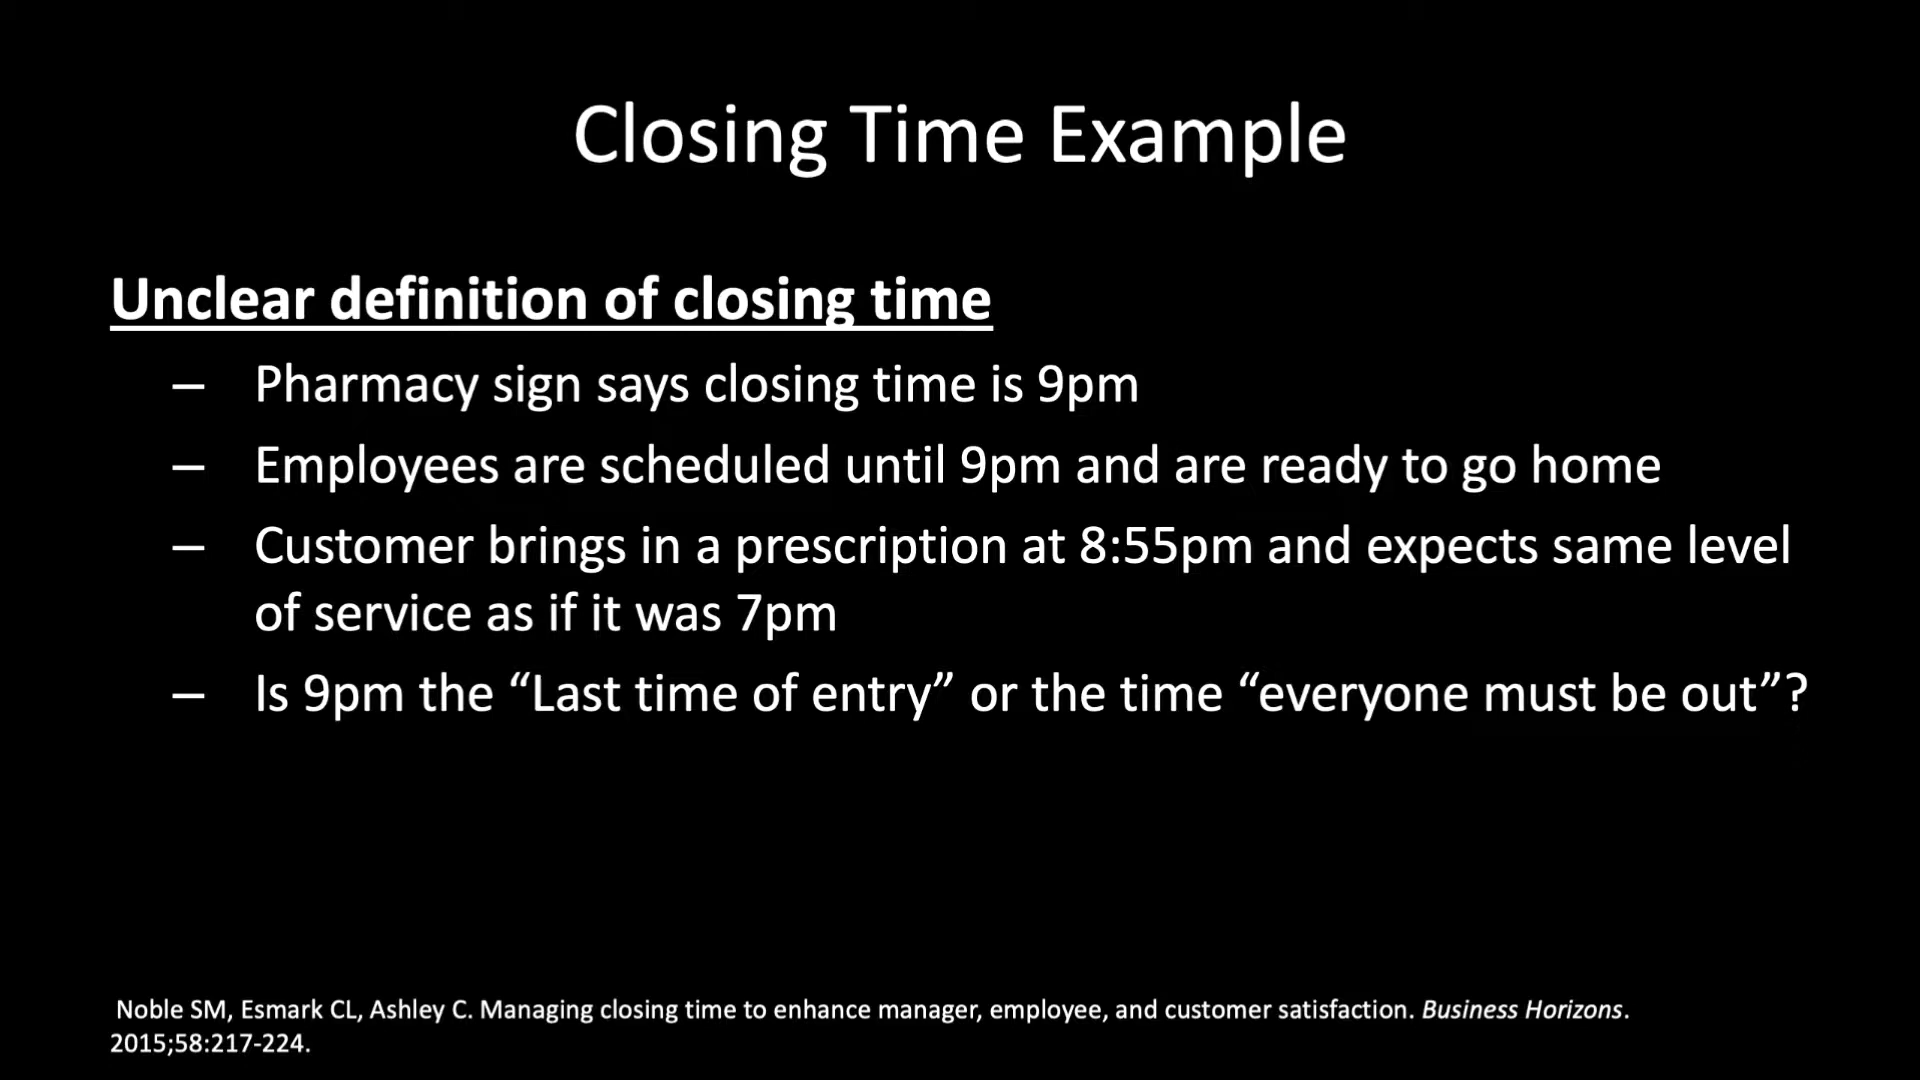 Closing Time Example
Unclear definition of closing time
– Pharmacy sign says closing time is 9pm
– Employees are scheduled until 9pm and are ready to go home
– Customer brings in a prescription at 8:55pm and expects same level
of service as if it was 7pm
– Is 9pm the “Last time of entry” or the time “everyone must be out”?
Noble SM, Esmark CL, Ashley C. Managing closing time to enhance manager, employee, and customer satisfaction. Business Horizons.
2015;58:217-224.